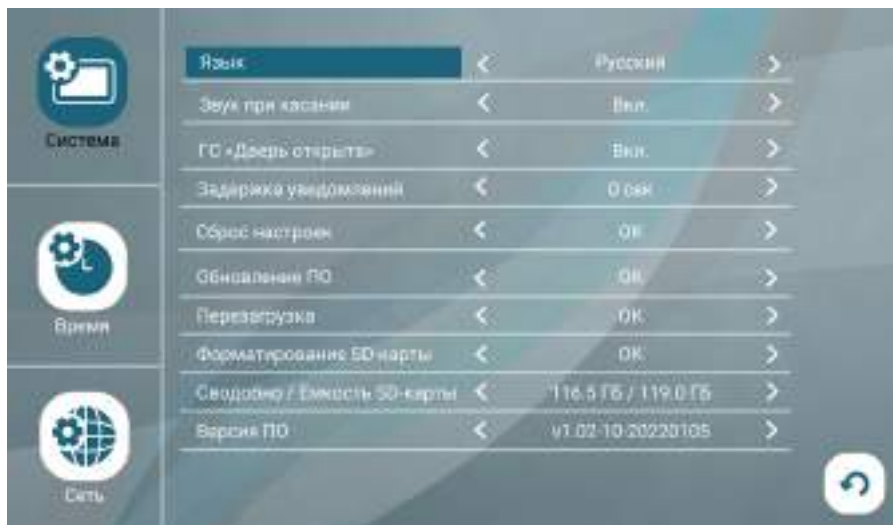 Система
Время
Сеть
Язык Русский
Звук при касании Вкл.
ГС «Дверь открыта» Вкл.
Задержка уведомлений 0 сек
Сброс настроек ОК
Обновление ПО ОК
Перезагрузка ОК
Форматирование SD-карты ОК
Сводобно / Емкость SD-карты 116.5 Гб / 119.0 Гб
Версия ПО v1.02-10-20220105